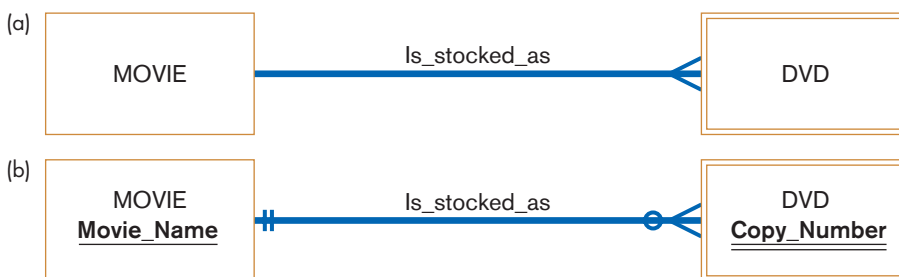 (a)
Is_stocked_as
MOVIE
DVD
(b)
MOVIE
Movie_Name
Is_stocked_as
DVD
Copy_Number